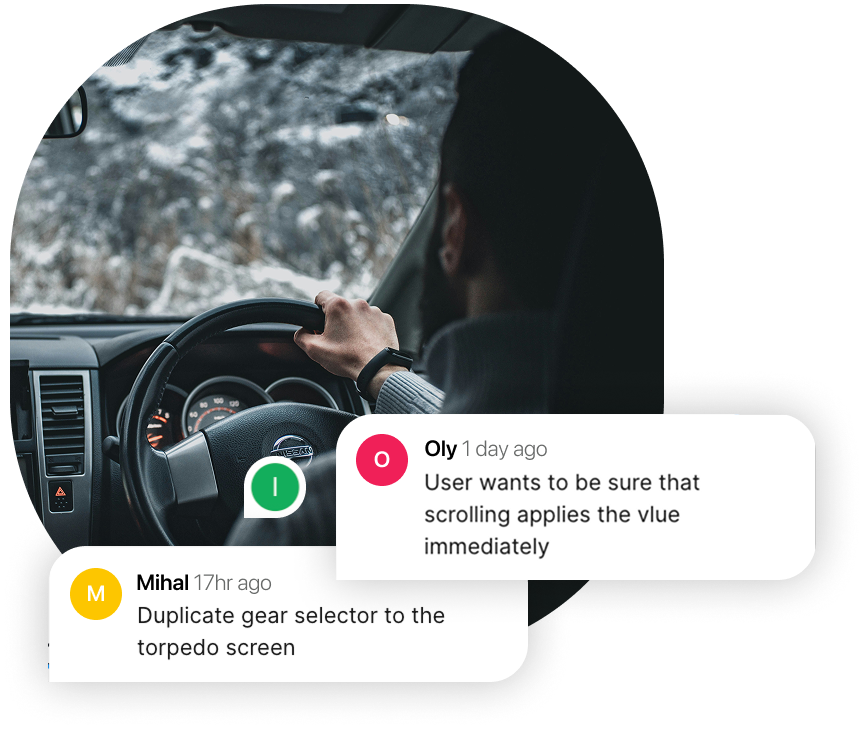 NISSAN
I
O
Oly 1 day ago
User wants to be sure that
scrolling applies the vlue
immediately
M
Mihal 17hr ago
Duplicate gear selector to the
torpedo screen